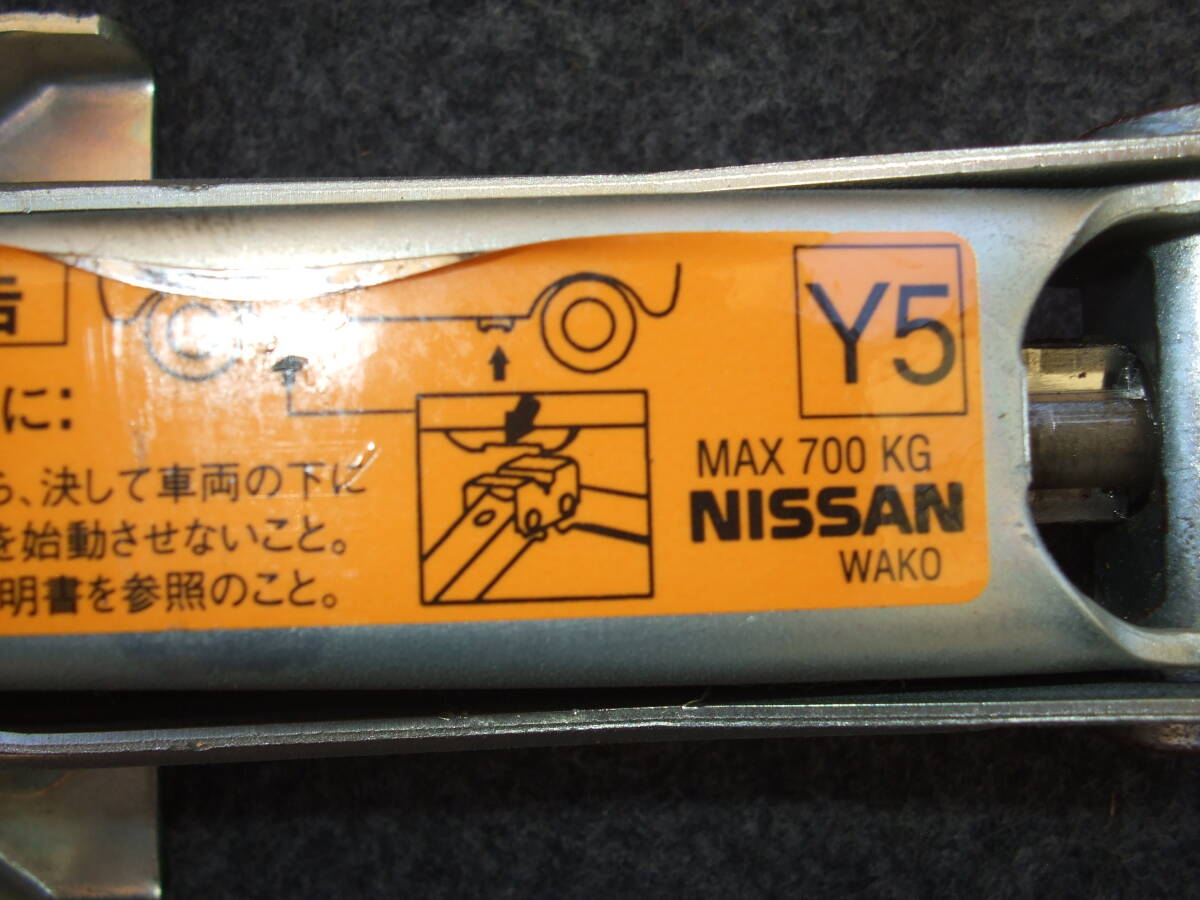 告
Y5
に:
MAX 700 KG
NISSAN
WAKO
ら、決して車両の下に
を始動させないこと。
明書を参照のこと。